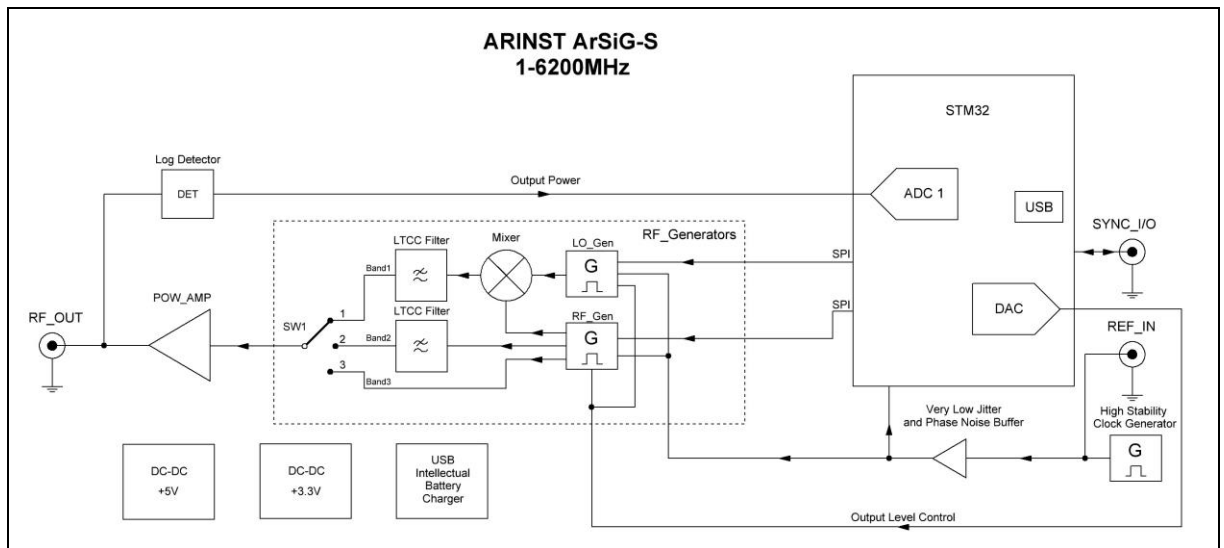 ARINST ArSiG-S
1-6200MHz
STM32
Log Detector
DET
Output Power
ADC 1
USB
SYNC_I/O
RF_Generators
LTCC Filter
Mixer
LO_Gen
G
SPI
Band1
POW_AMP
LTCC Filter
RF_Gen
G
SPI
DAC
RF_OUT
SW1
1
2
Band2
3
Band3
REF_IN
Very Low Jitter
and Phase Noise Buffer
High Stability
Clock Generator
G
DC-DC
+5V
DC-DC
+3.3V
USB
Intellectual
Battery
Charger
Output Level Control